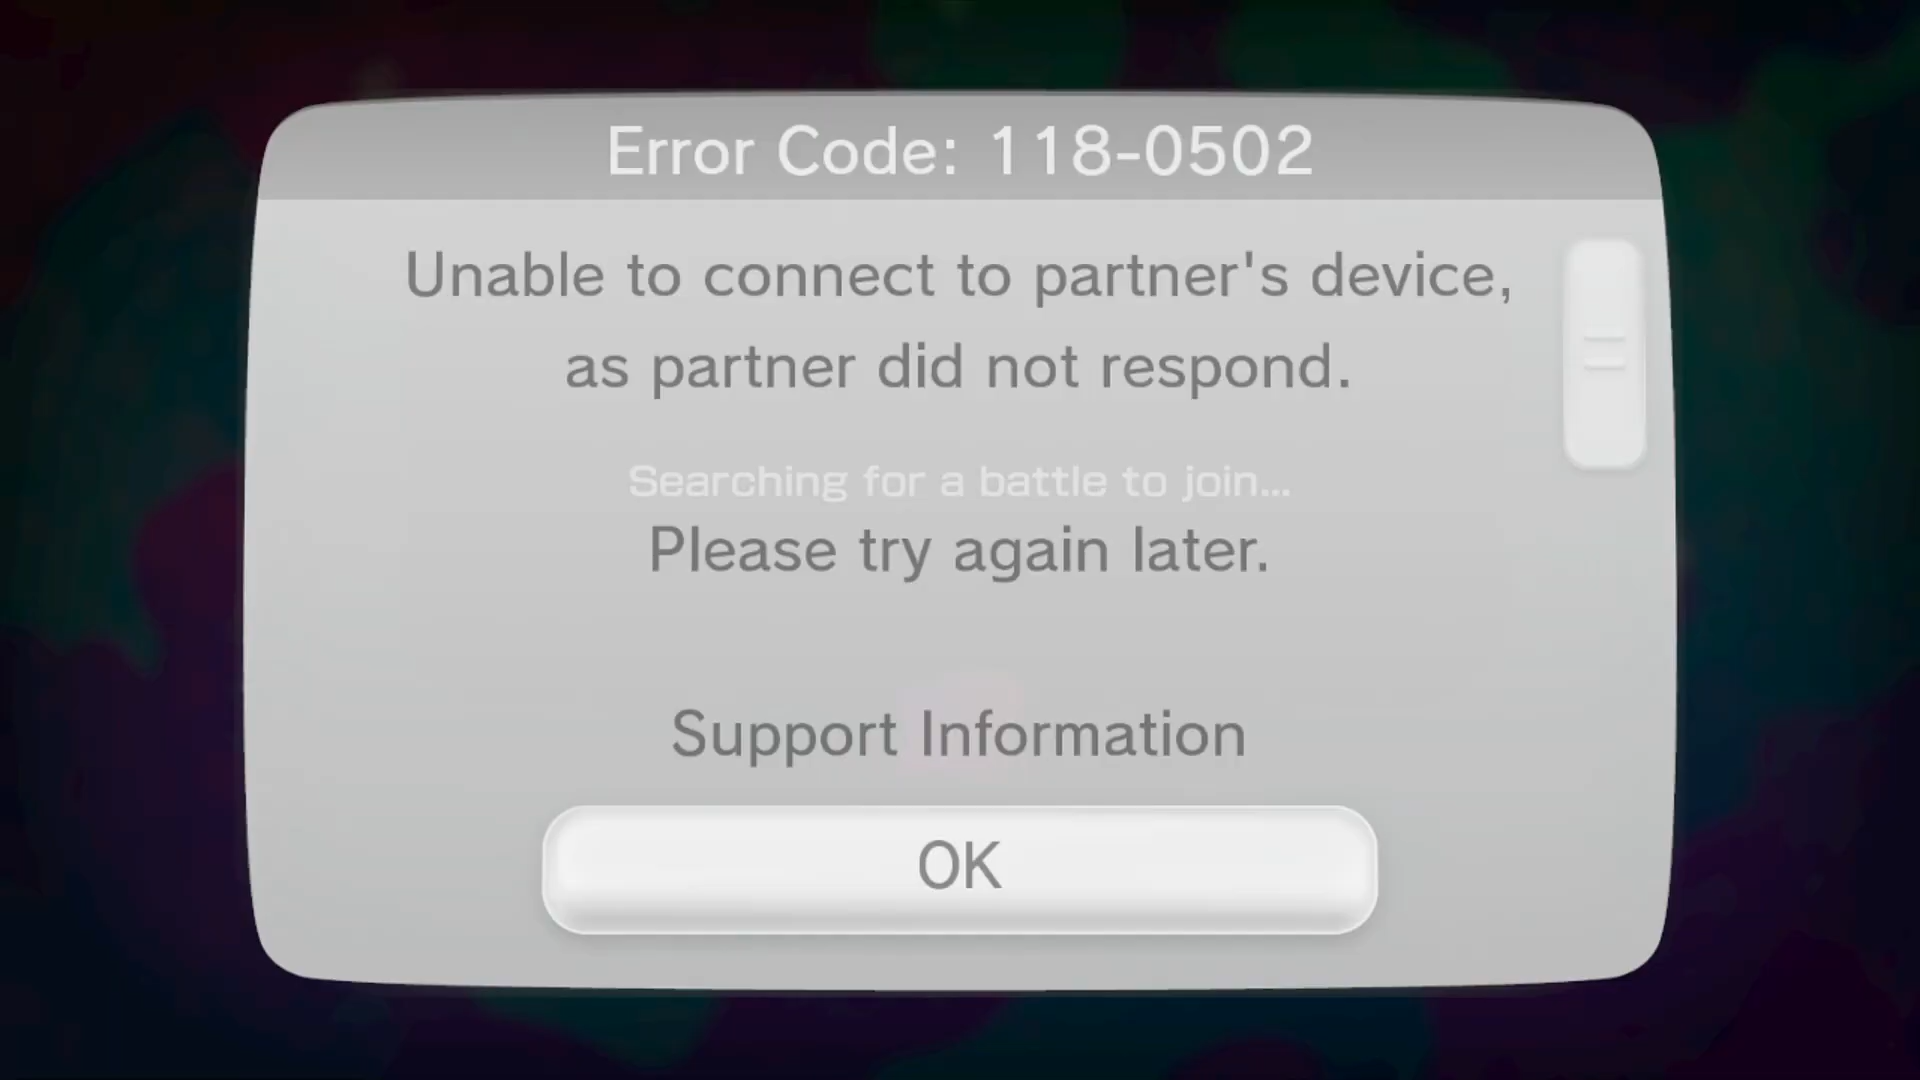 Error Code: 118-0502
Unable to connect to partner's device,
as partner did not respond.
Searching for a battle to join...
Please try again later.
Support Information
OK